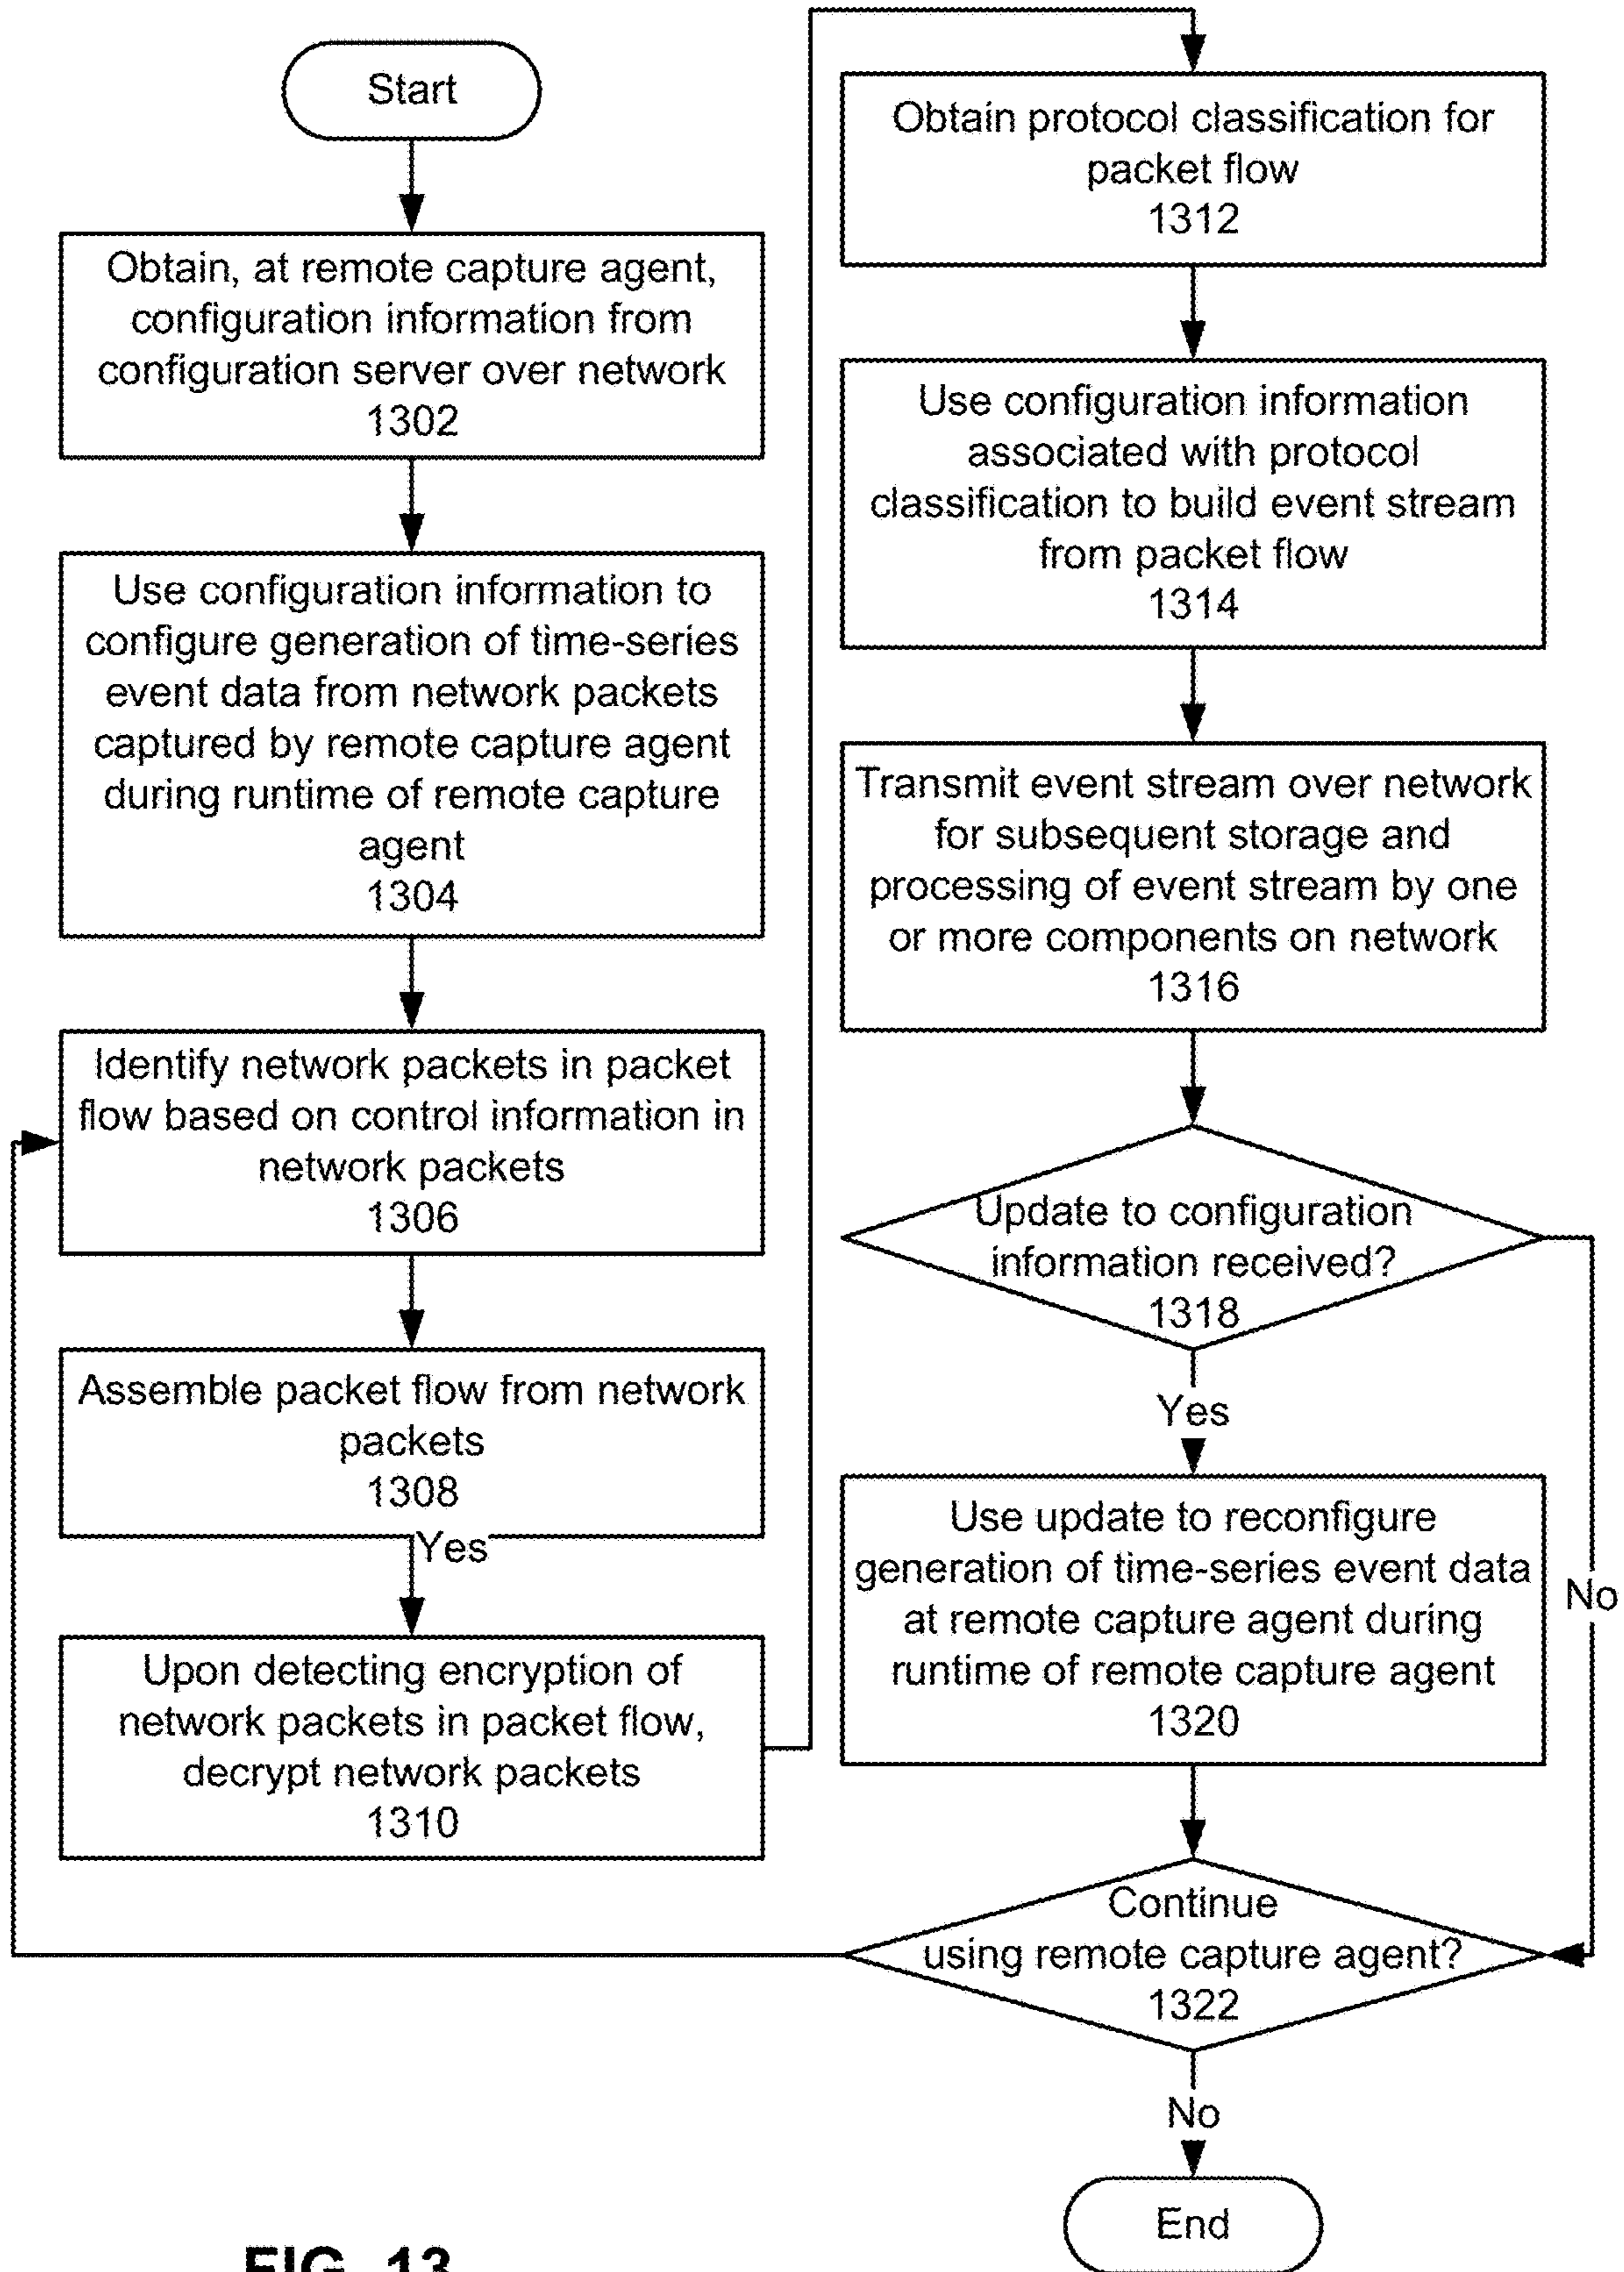 Start
Obtain, at remote capture agent,
configuration information from
configuration server over network
1302
Use configuration information to
configure generation of time-series
event data from network packets
captured by remote capture agent
during runtime of remote capture
agent
1304
Identify network packets in packet
flow based on control information in
network packets
1306
Assemble packet flow from network
packets
1308
Yes
Upon detecting encryption of
network packets in packet flow,
decrypt network packets
1310
Obtain protocol classification for
packet flow
1312
Use configuration information
associated with protocol
classification to build event stream
from packet flow
1314
Transmit event stream over network
for subsequent storage and
processing of event stream by one
or more components on network
1316
Update to configuration
information received?
1318
Yes
No
Use update to reconfigure
generation of time-series event data
at remote capture agent during
runtime of remote capture agent
1320
Continue
using remote capture agent?
1322
No
End
FIG. 13